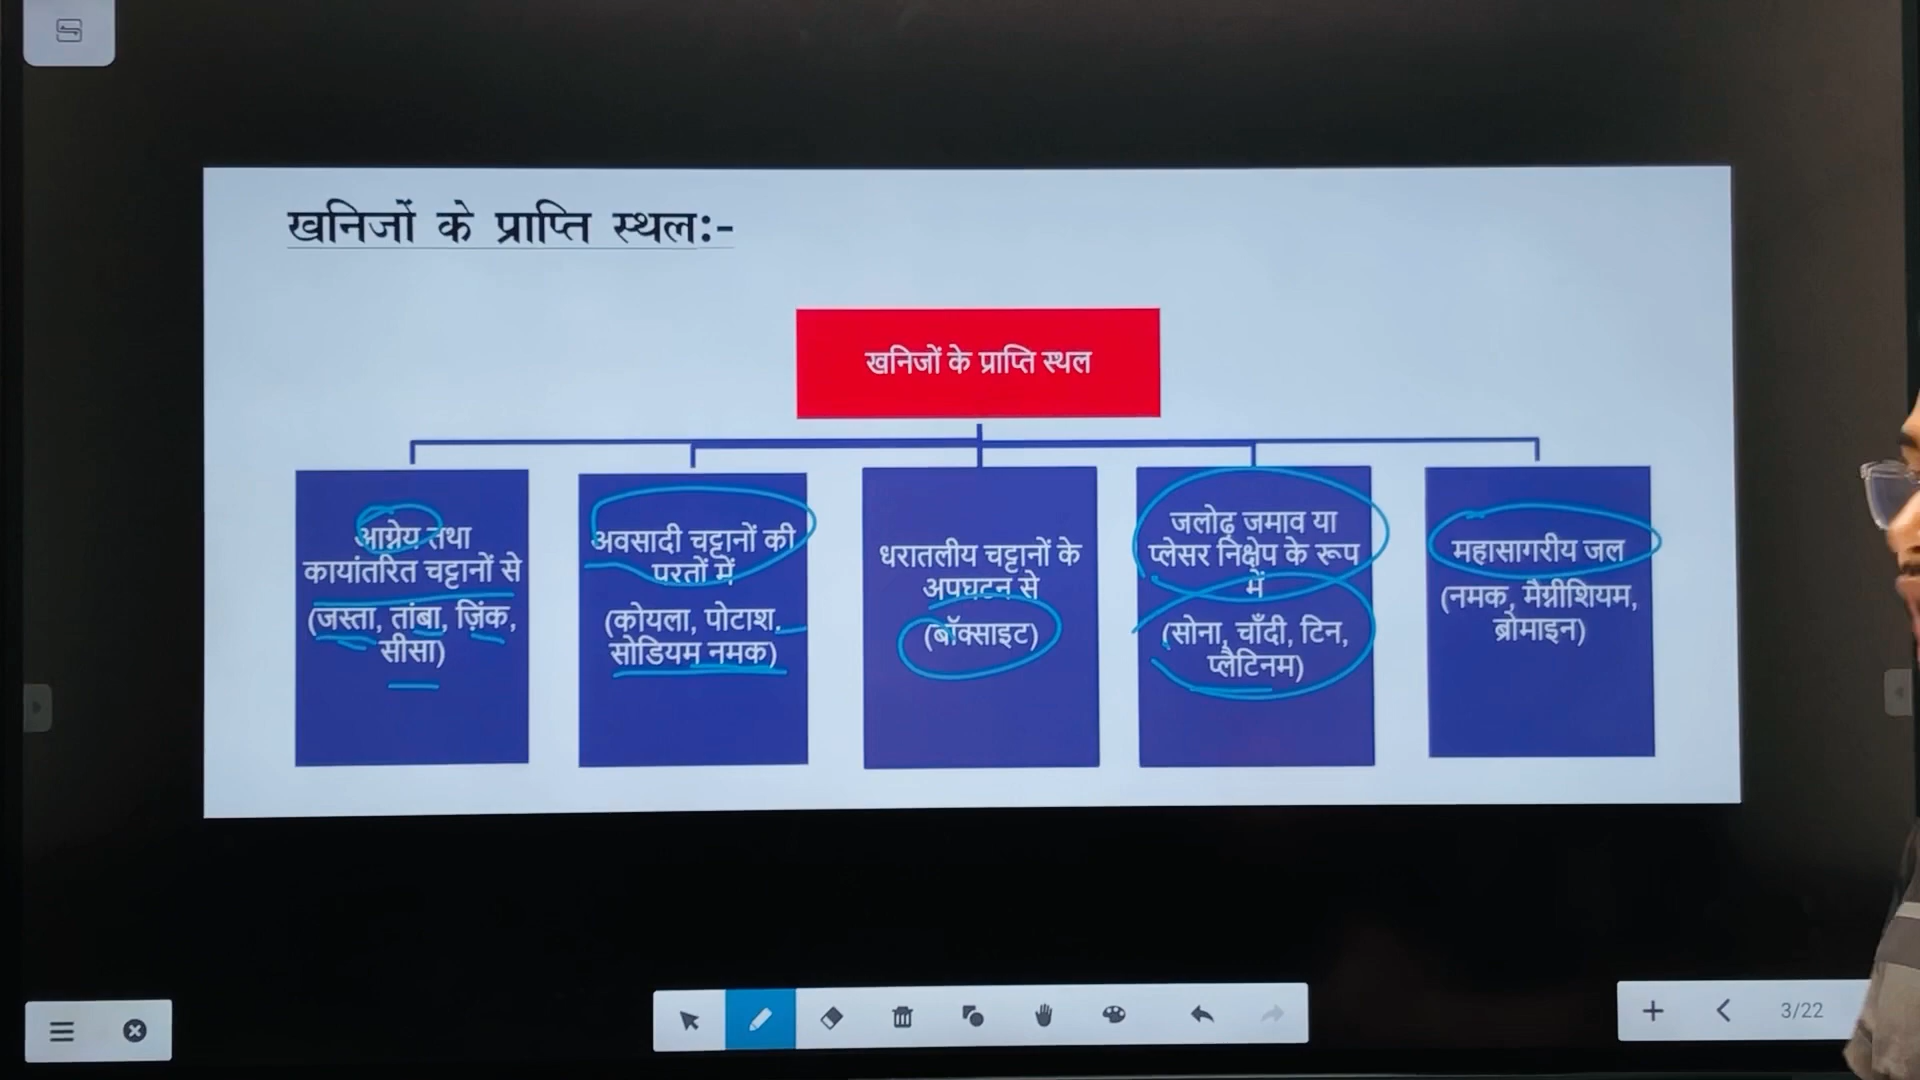 खनिजों के प्राप्ति स्थल:-
खनिजों के प्राप्ति स्थल
आग्नेय तथा
कायांतरित चट्टानों से
(जस्ता, तांबा, ज़िंक,
सीसा)
अवसादी चट्टानों की
परतों में
(कोयला, पोटाश,
सोडियम नमक)
धरातलीय चट्टानों के
अपघटन से
(बॉक्साइट)
जलोढ़ जमाव या
प्लेसर निक्षेप के रूप
में
(सोना, चाँदी, टिन,
प्लैटिनम)
महासागरीय जल
(नमक, मैग्नीशियम,
ब्रोमाइन)
3/22